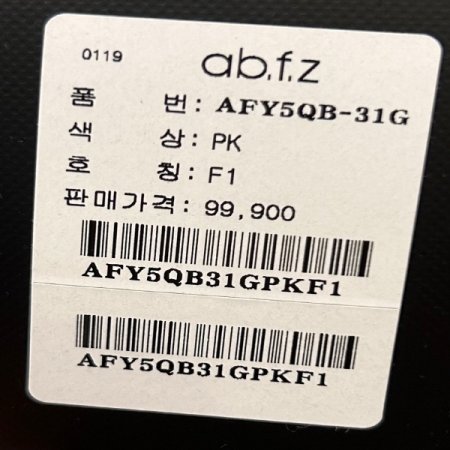 0119 ab.f.z
품 번: AFY5QB-31G
색 상: PK
호 칭: F1
판매가격: 99,900
AFY5QB31GPKF1
AFY5QB31GPKF1